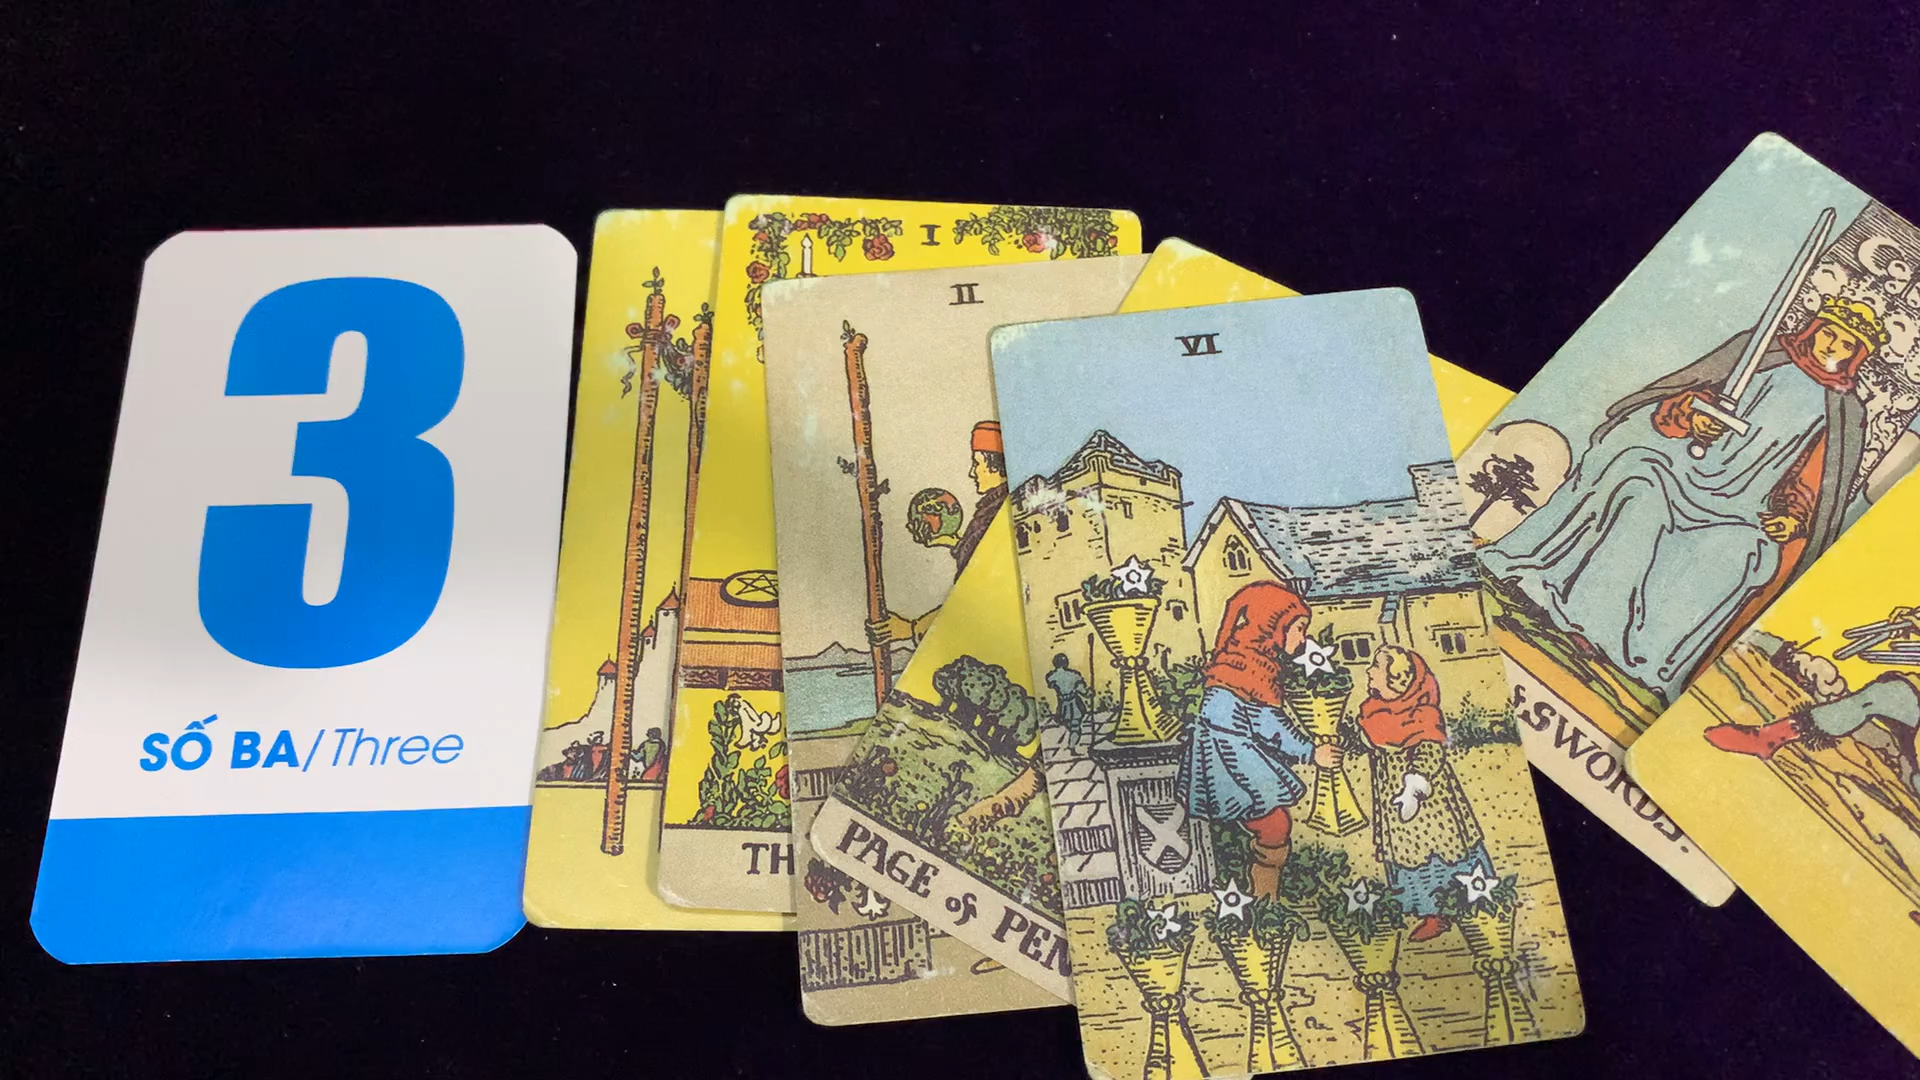 3
SỐ BA/Three
I
TH
II
PAGE of PEN
VI
SWORDS.